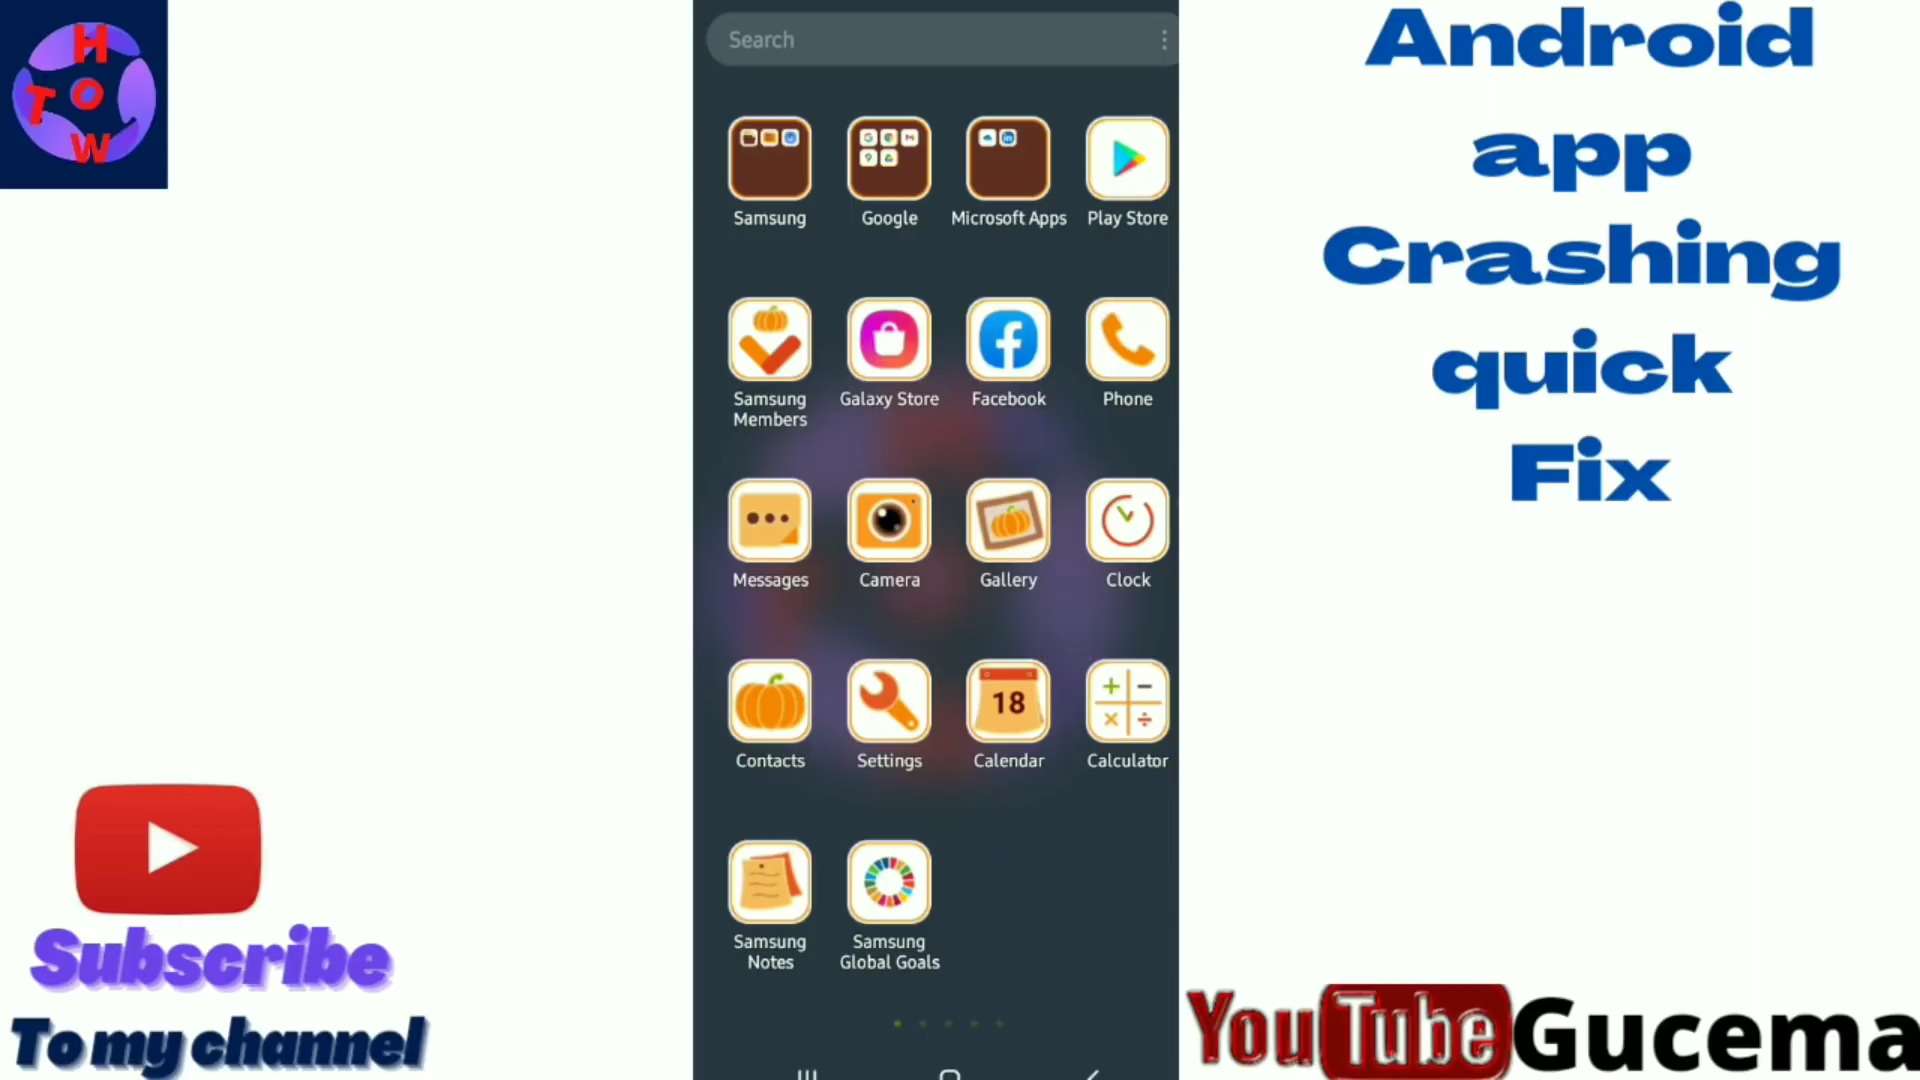 H
TO
W
Search
Samsung
Google
Microsoft Apps
Play Store
Samsung
Members
Galaxy Store
Facebook
Phone
Messages
Camera
Gallery
Clock
Contacts
Settings
18
Calendar
Calculator
Samsung
Notes
Samsung
Global Goals
Android
app
Crashing
quick
Fix
Subscribe
To my channel
YouTube Gucema